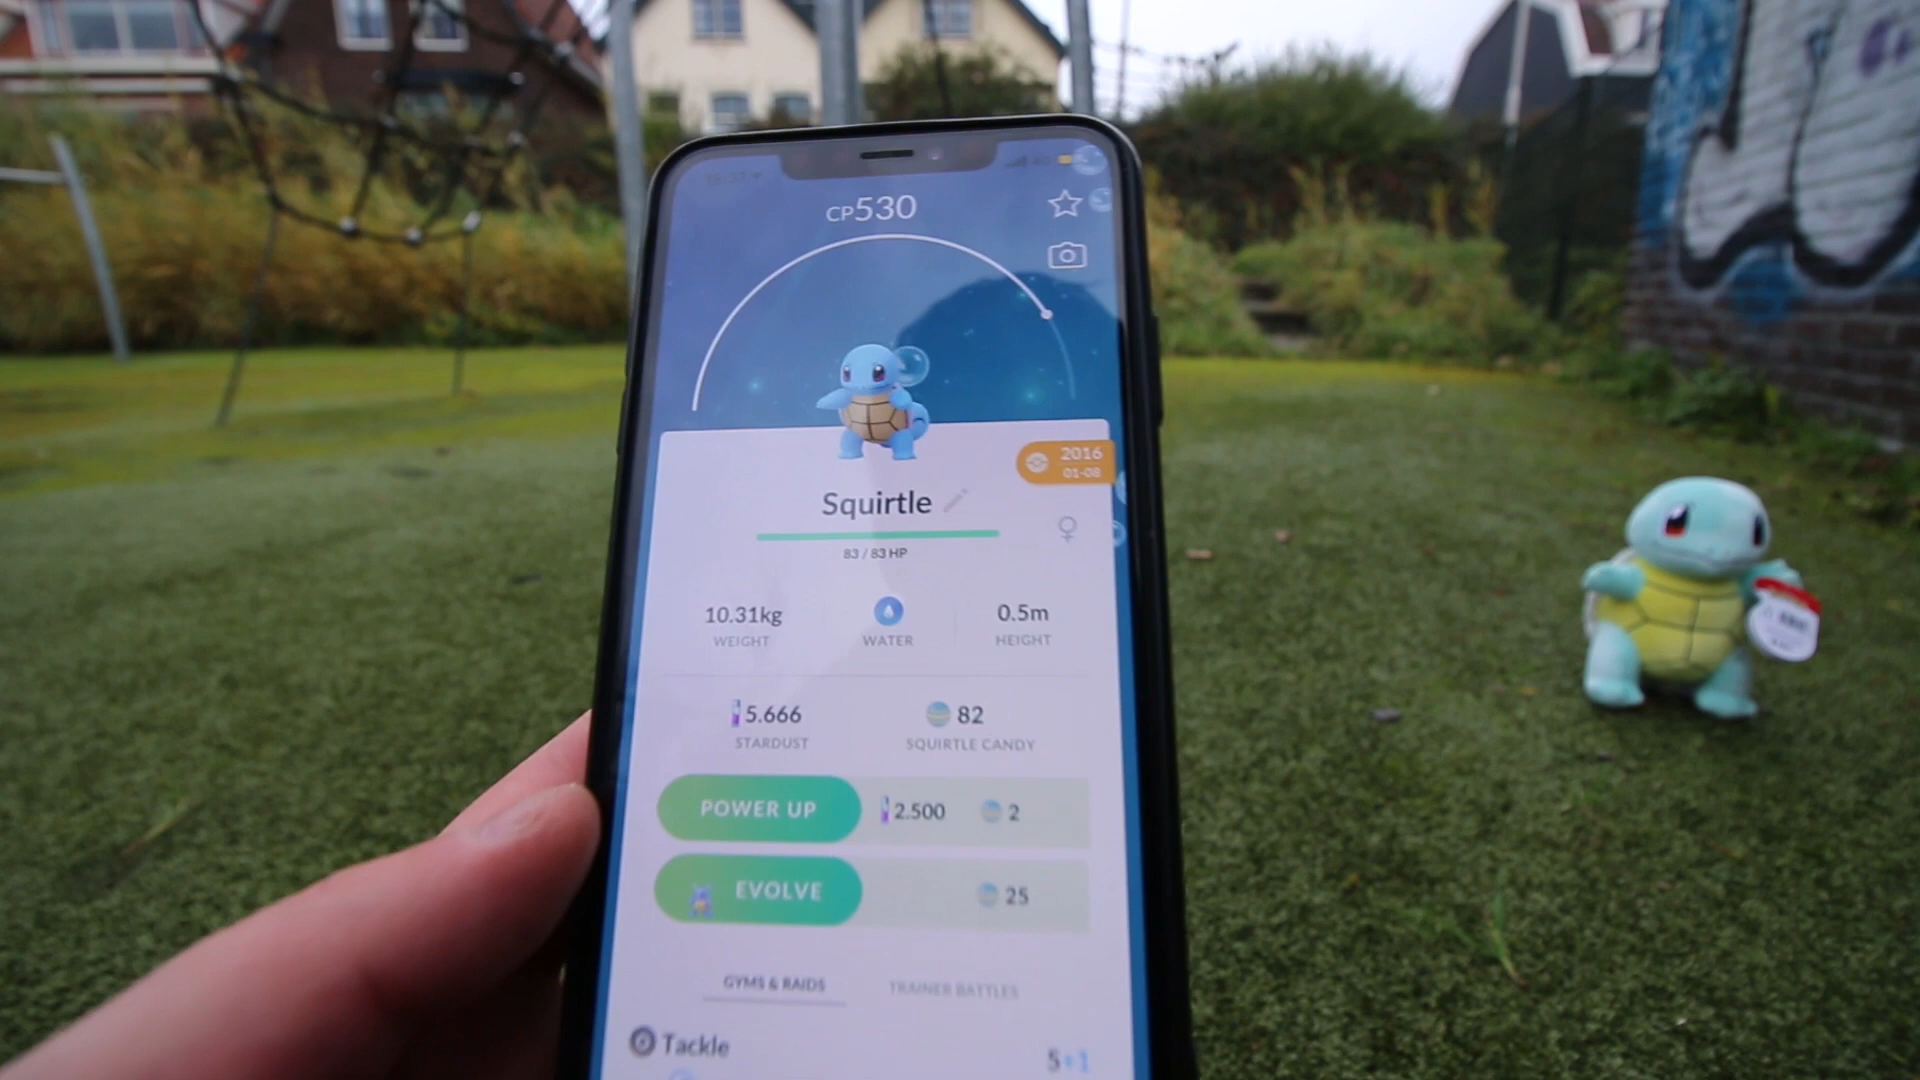 CP530
2016
01-08
Squirtle
83 / 83 HP
10.31kg
WEIGHT
WATER
0.5m
HEIGHT
5.666
STARDUST
82
SQUIRTLE CANDY
POWER UP
2.500
2
EVOLVE
25
GYMS & RAIDS
TRAINER BATTLES
Tackle
5+1